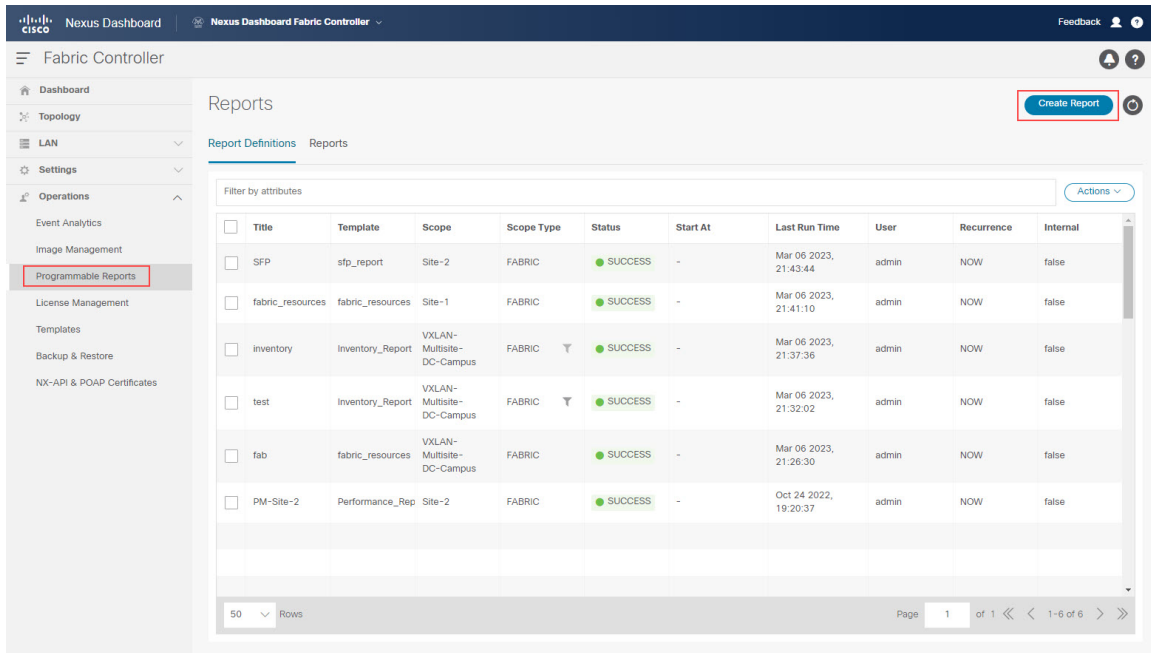 CISCO Nexus Dashboard Nexus Dashboard Fabric Controller Feedback ?
Fabric Controller ?
Dashboard
Topology
LAN
Settings
Operations
Event Analytics
Image Management
Programmable Reports
License Management
Templates
Backup & Restore
NX-API & POAP Certificates
Reports Create Report
Report Definitions Reports
Filter by attributes Actions
Title Template Scope Scope Type Status Start At Last Run Time User Recurrence Internal
SFP sfp_report Site-2 FABRIC SUCCESS - Mar 06 2023,
21:43:44 admin NOW false
fabric_resources fabric_resources Site-1 FABRIC SUCCESS - Mar 06 2023,
21:41:10 admin NOW false
inventory Inventory_Report VXLAN-
Multisite-
DC-Campus FABRIC SUCCESS - Mar 06 2023,
21:37:36 admin NOW false
test Inventory_Report VXLAN-
Multisite-
DC-Campus FABRIC SUCCESS - Mar 06 2023,
21:32:02 admin NOW false
fab fabric_resources VXLAN-
Multisite-
DC-Campus FABRIC SUCCESS - Mar 06 2023,
21:26:30 admin NOW false
PM-Site-2 Performance_Rep Site-2 FABRIC SUCCESS - Oct 24 2022,
19:20:37 admin NOW false
50 Rows Page 1 of 1 1-6 of 6